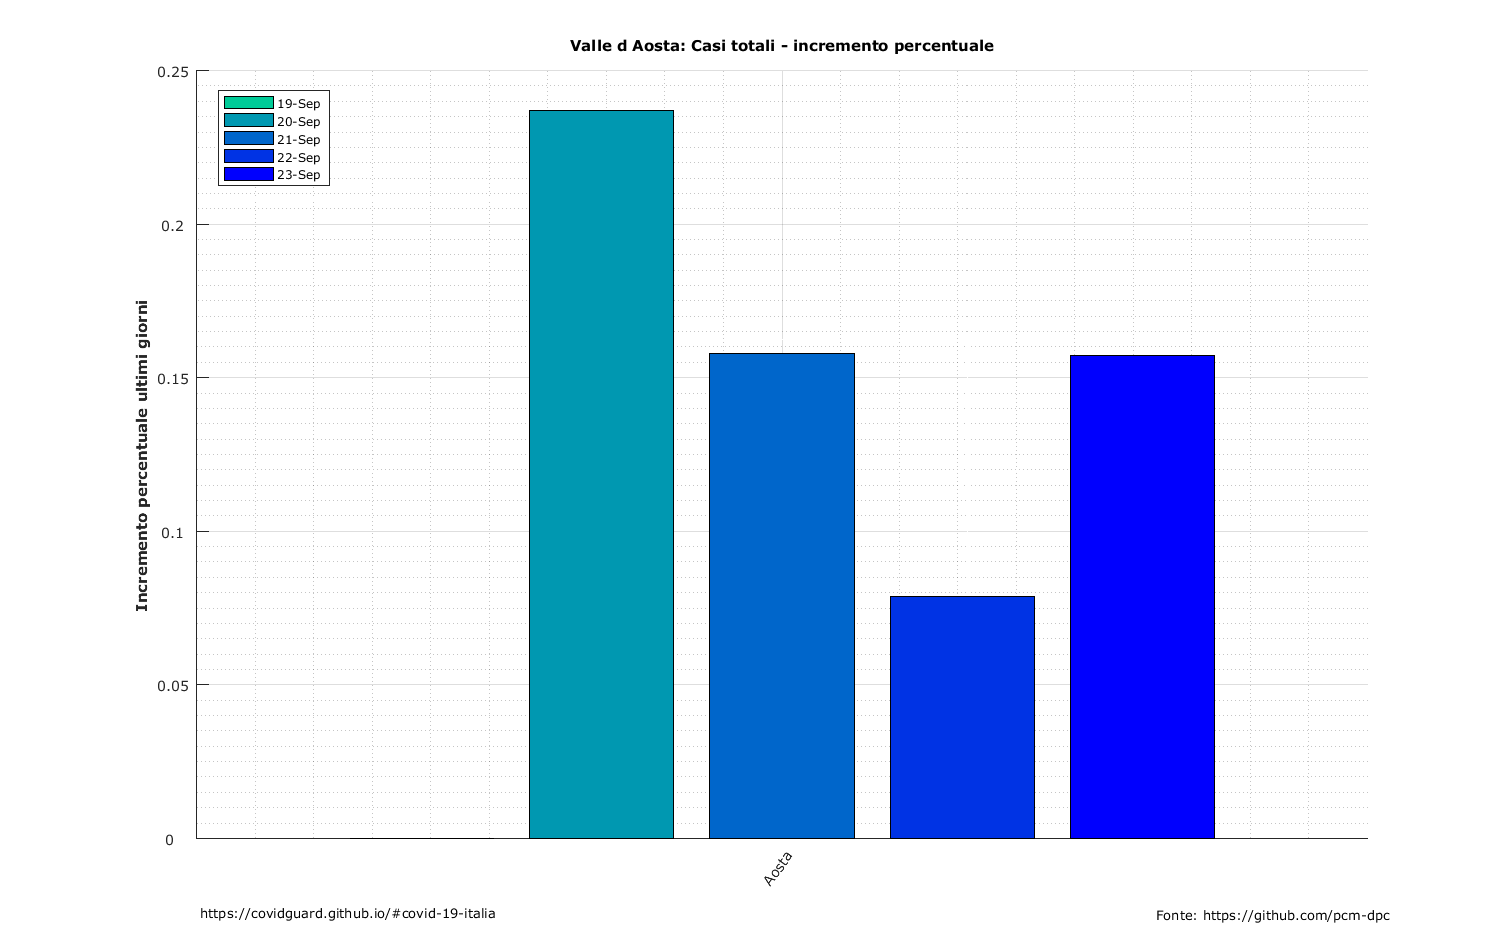 Valle d Aosta: Casi totali - incremento percentuale
0.25
0.2
0.15
0.1
0.05
0
19-Sep
20-Sep
21-Sep
22-Sep
23-Sep
Incremento percentuale ultimi giorni
Aosta
https://covidguard.github.io/#covid-19-italia
Fonte: https://github.com/pcm-dpc